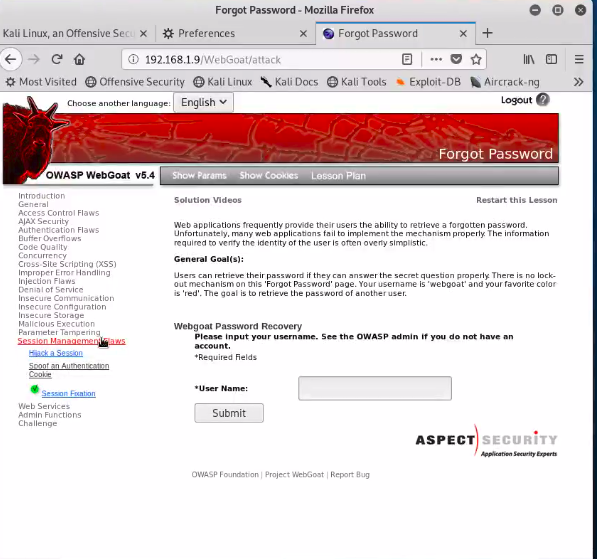 Forgot Password - Mozilla Firefox
Kali Linux, an Offensive Sec
Preferences
Forgot Password
192.168.1.9/WebGoat/attack
Most Visited
Offensive Security
Kali Linux
Kali Docs
Kali Tools
Exploit-DB
Aircrack-ng
Choose another language:
English
Logout
Forgot Password
OWASP WebGoat v5.4
Show Params
Show Cookies
Lesson Plan
Introduction
General
Access Control Flaws
AJAX Security
Authentication Flaws
Buffer Overflows
Code Quality
Concurrency
Cross-Site Scripting (XSS)
Improper Error Handling
Injection Flaws
Denial of Service
Insecure Communication
Insecure Configuration
Insecure Storage
Malicious Execution
Parameter Tampering
Session Management Flaws
Hijack a Session
Spoof an Authentication
Cookie
Session Fixation
Web Services
Admin Functions
Challenge
Solution Videos
Restart this Lesson
Web applications frequently provide their users the ability to retrieve a forgotten password.
Unfortunately, many web applications fail to implement the mechanism properly. The information
required to verify the identity of the user is often overly simplistic.
General Goal(s):
Users can retrieve their password if they can answer the secret question properly. There is no lock-
out mechanism on this 'Forgot Password' page. Your username is 'webgoat' and your favorite color
is 'red'. The goal is to retrieve the password of another user.
Webgoat Password Recovery
Please input your username. See the OWASP admin if you do not have an
account.
*Required Fields
*User Name:
Submit
ASPECT SECURITY
Application Security Experts
OWASP Foundation | Project WebGoat | Report Bug